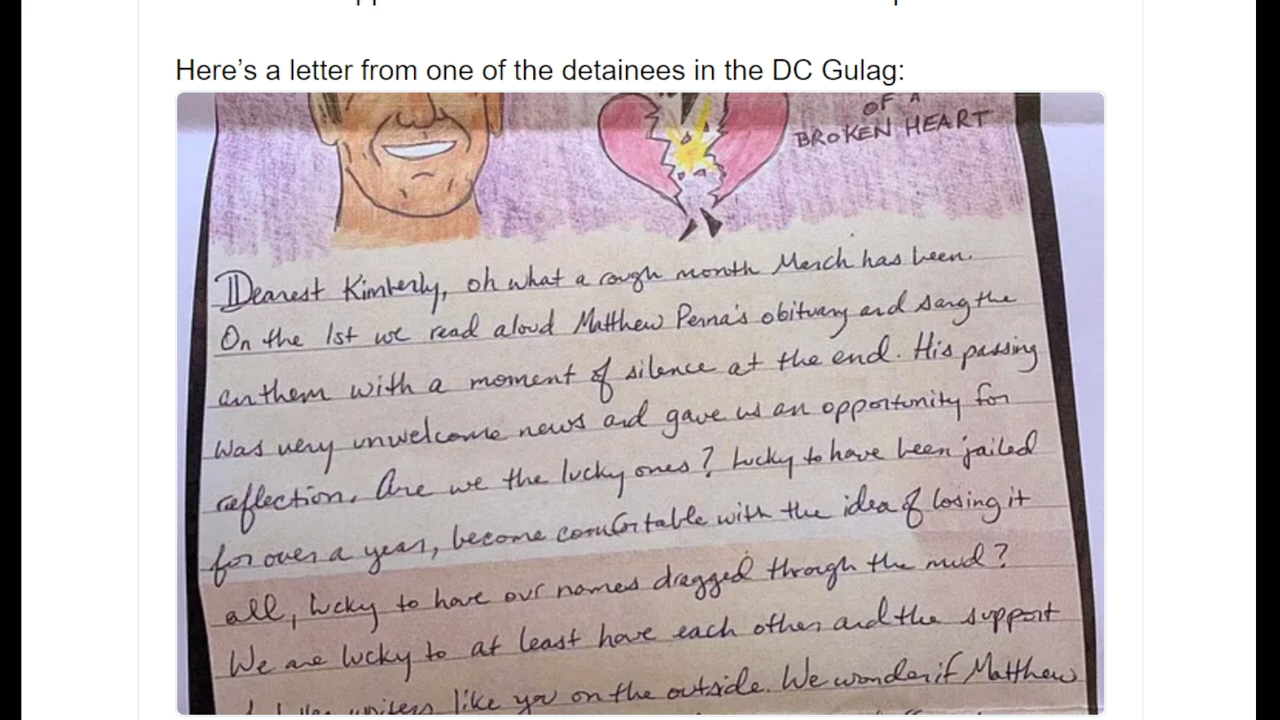 Here’s a letter from one of the detainees in the DC Gulag:
OF A
BROKEN HEART
Dearest Kimberly, oh what a rough month March has been.
On the 1st we read aloud Matthew Perna's obituary and sang the
anthem with a moment of silence at the end. His passing
was very unwelcome news and gave us an opportunity for
reflection. Are we the lucky ones? Lucky to have been jailed
for over a year, become comfortable with the idea of losing it
all, lucky to have our names dragged through the mud?
We are lucky to at least have each other and the support
writers like you on the outside. We wonder if Matthew